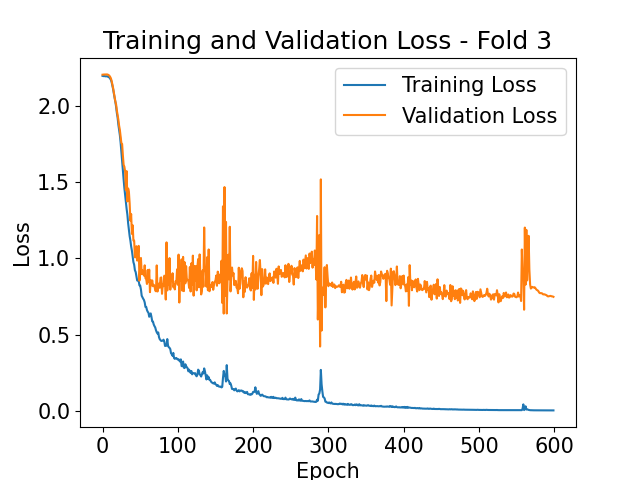 Training and Validation Loss - Fold 3
Training Loss
Validation Loss
Loss
2.0
1.5
1.0
0.5
0.0
0 100 200 300 400 500 600
Epoch